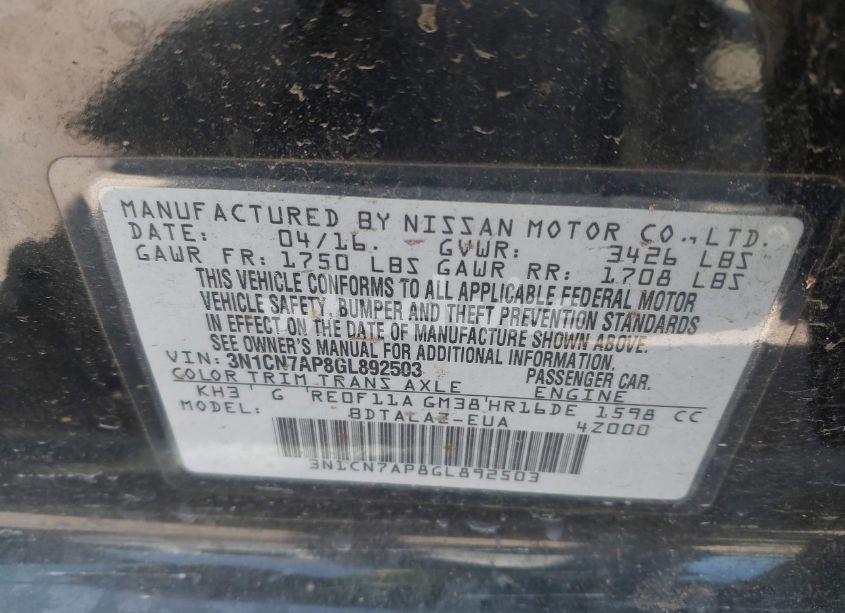 MANUFACTURED BY NISSAN MOTOR CO., LTD.
DATE: 04/16. GVWR: 3426 LBS
GAWR FR: 1750 LBS GAWR RR: 1708 LBS
THIS VEHICLE CONFORMS TO ALL APPLICABLE FEDERAL MOTOR
VEHICLE SAFETY, BUMPER AND THEFT PREVENTION STANDARDS
IN EFFECT ON THE DATE OF MANUFACTURE SHOWN ABOVE.
SEE OWNER'S MANUAL FOR ADDITIONAL INFORMATION.
VIN: 3N1CN7AP8GL892503 PASSENGER CAR.
COLOR TRIM TRANS AXLE ENGINE
KH3 G 'RE0F11A GM38'HR16DE 1598 CC
MODEL: BDTALAZ-EUA 4Z000
3N1CN7AP8GL892503